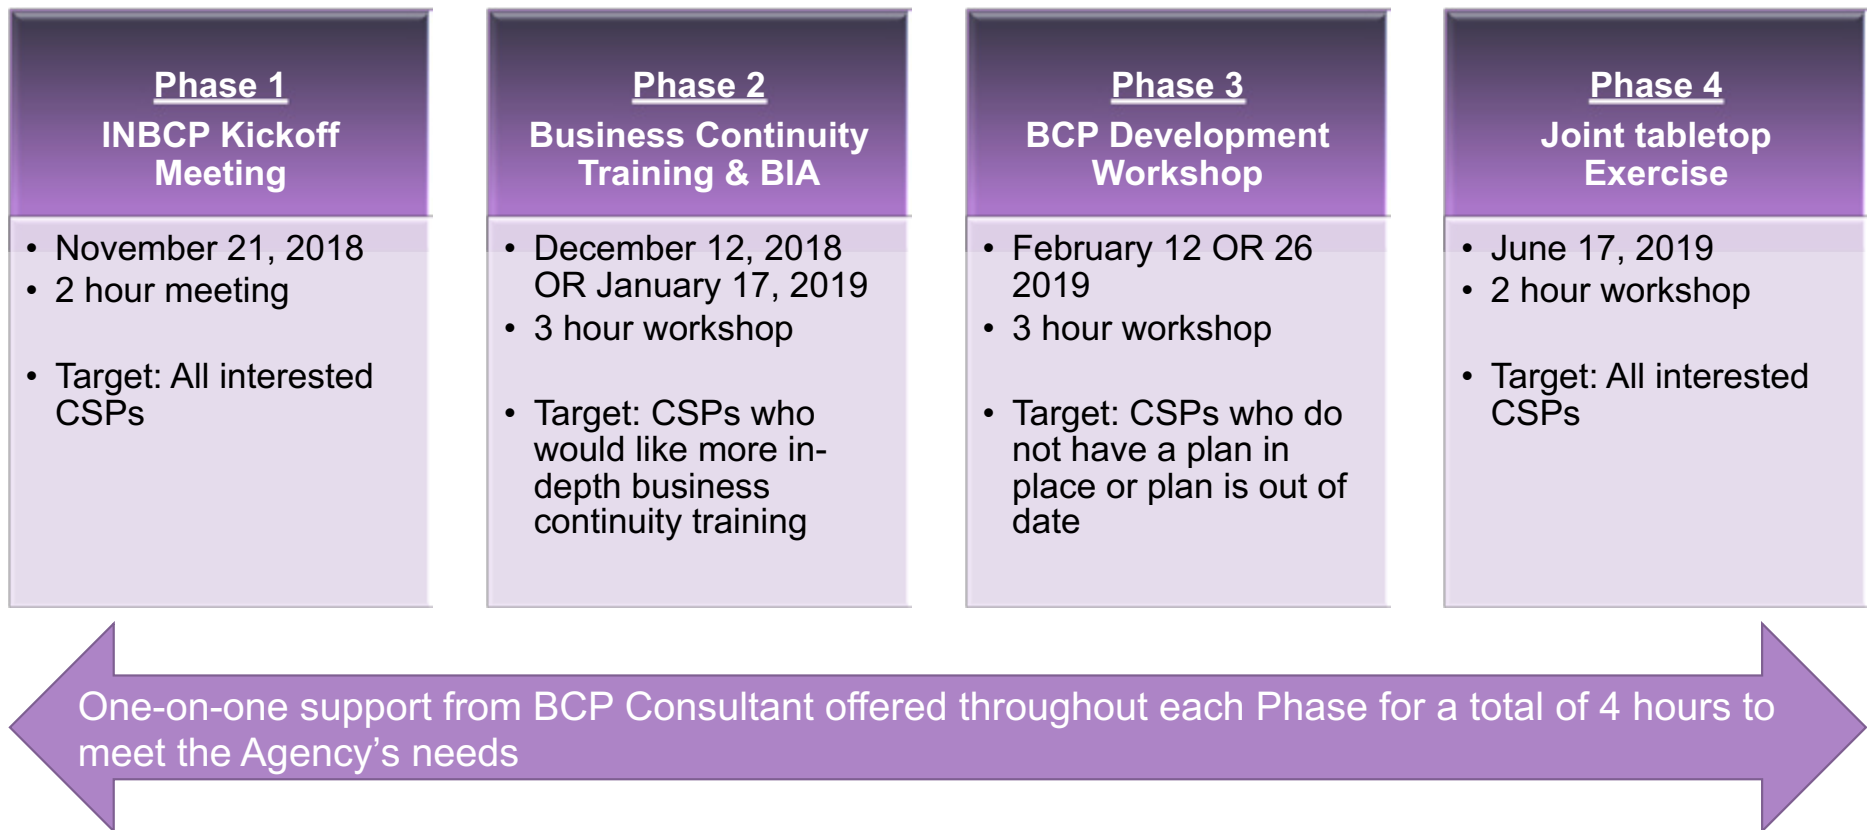 Phase 1
INBCP Kickoff
Meeting
• November 21, 2018
• 2 hour meeting
• Target: All interested
CSPs
Phase 2
Business Continuity
Training & BIA
• December 12, 2018
OR January 17, 2019
• 3 hour workshop
• Target: CSPs who
would like more in-
depth business
continuity training
Phase 3
BCP Development
Workshop
• February 12 OR 26
2019
• 3 hour workshop
• Target: CSPs who do
not have a plan in
place or plan is out of
date
Phase 4
Joint tabletop
Exercise
• June 17, 2019
• 2 hour workshop
• Target: All interested
CSPs
One-on-one support from BCP Consultant offered throughout each Phase for a total of 4 hours to
meet the Agency’s needs